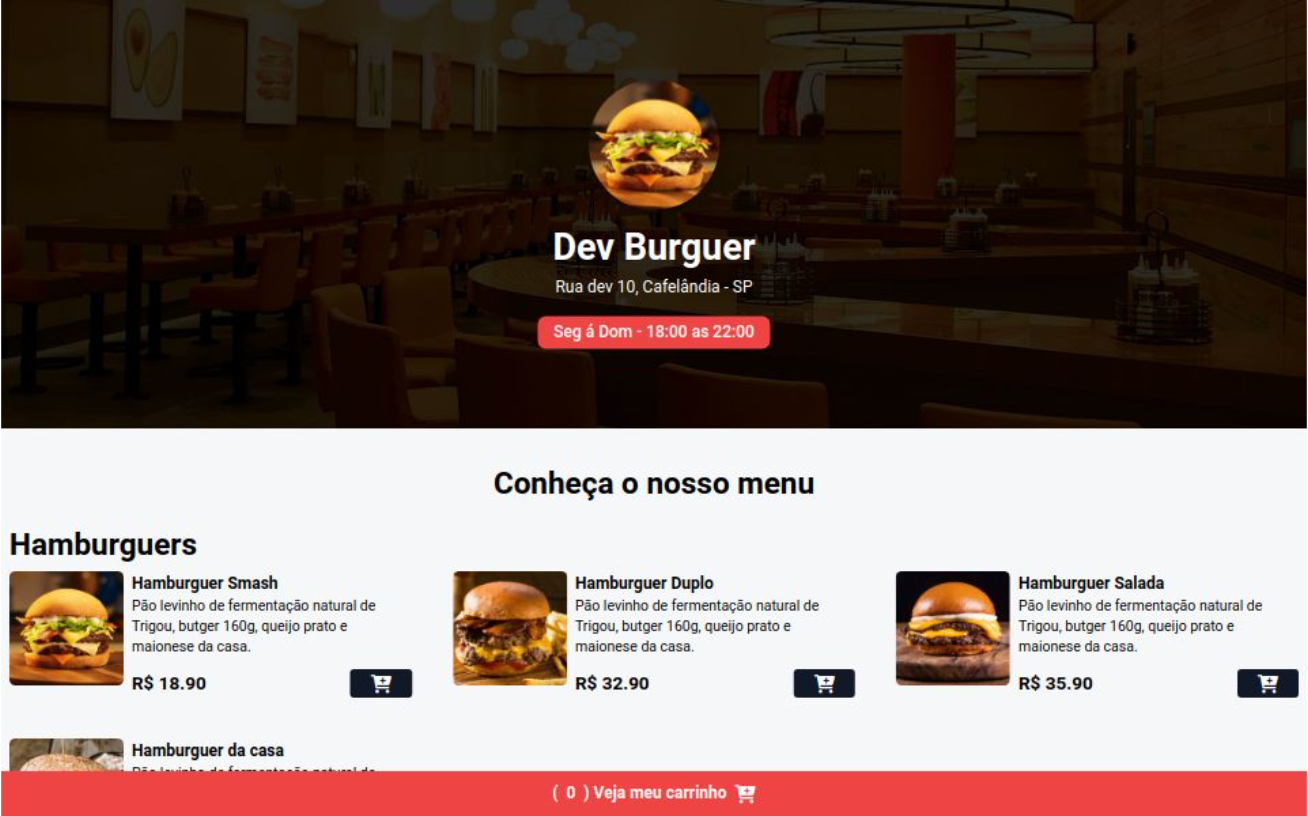 Dev Burguer
Rua dev 10, Cafelândia - SP
Seg á Dom - 18:00 as 22:00
Conheça o nosso menu
Hamburguers
Hamburguer Smash
Pão levinho de fermentação natural de
Trigou, butger 160g, queijo prato e
maionese da casa.
R$ 18.90
Hamburguer Duplo
Pão levinho de fermentação natural de
Trigou, butger 160g, queijo prato e
maionese da casa.
R$ 32.90
Hamburguer Salada
Pão levinho de fermentação natural de
Trigou, butger 160g, queijo prato e
maionese da casa.
R$ 35.90
Hamburguer da casa
( 0 ) Veja meu carrinho